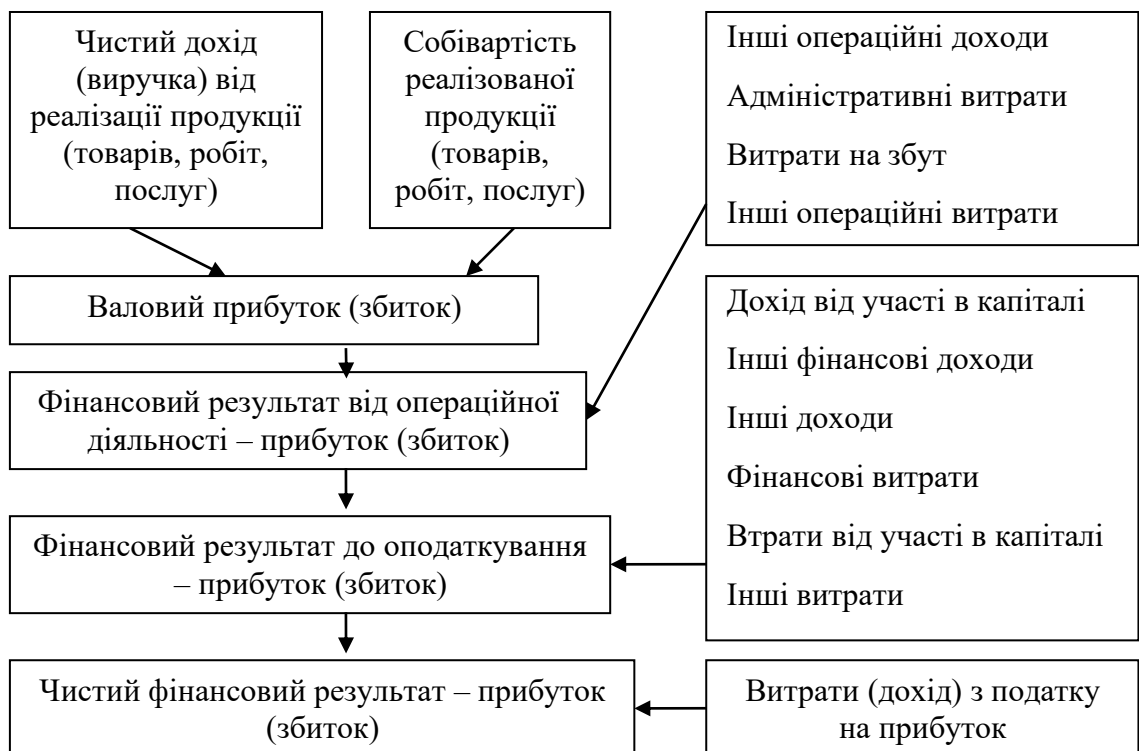 Чистий дохід
(виручка) від
реалізації продукції
(товарів, робіт,
послуг)
Собівартість
реалізованої
продукції
(товарів,
робіт, послуг)
Інші операційні доходи
Адміністративні витрати
Витрати на збут
Інші операційні витрати
Валовий прибуток (збиток)
Фінансовий результат від операційної
діяльності – прибуток (збиток)
Дохід від участі в капіталі
Інші фінансові доходи
Інші доходи
Фінансові витрати
Втрати від участі в капіталі
Інші витрати
Фінансовий результат до оподаткування
– прибуток (збиток)
Чистий фінансовий результат – прибуток
(збиток)
Витрати (дохід) з податку
на прибуток